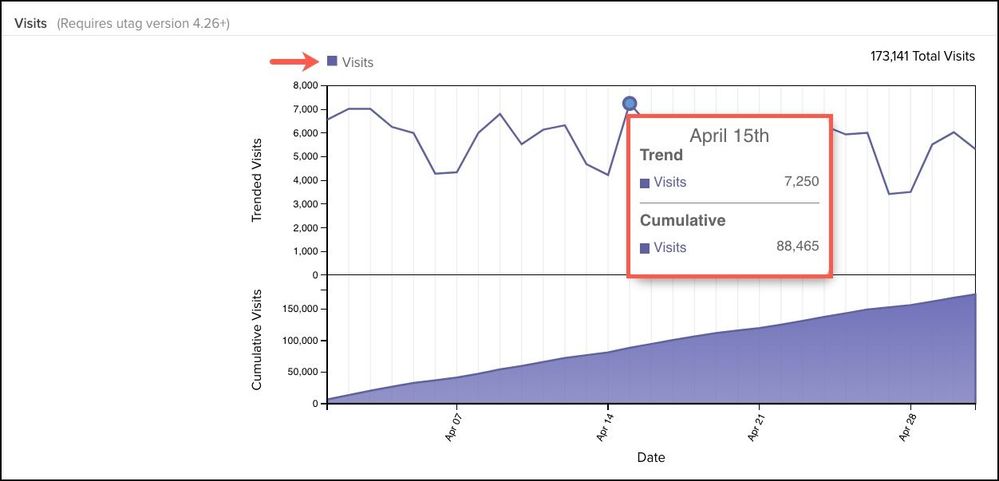 Visits (Requires utag version 4.26+)
Visits
173,141 Total Visits
8,000
7,000
6,000
5,000
4,000
3,000
2,000
1,000
0
Trended Visits
April 15th
Trend
Visits 7,250
Cumulative
Visits 88,465
150,000
100,000
50,000
0
Cumulative Visits
Apr 07
Apr 14
Apr 21
Apr 28
Date